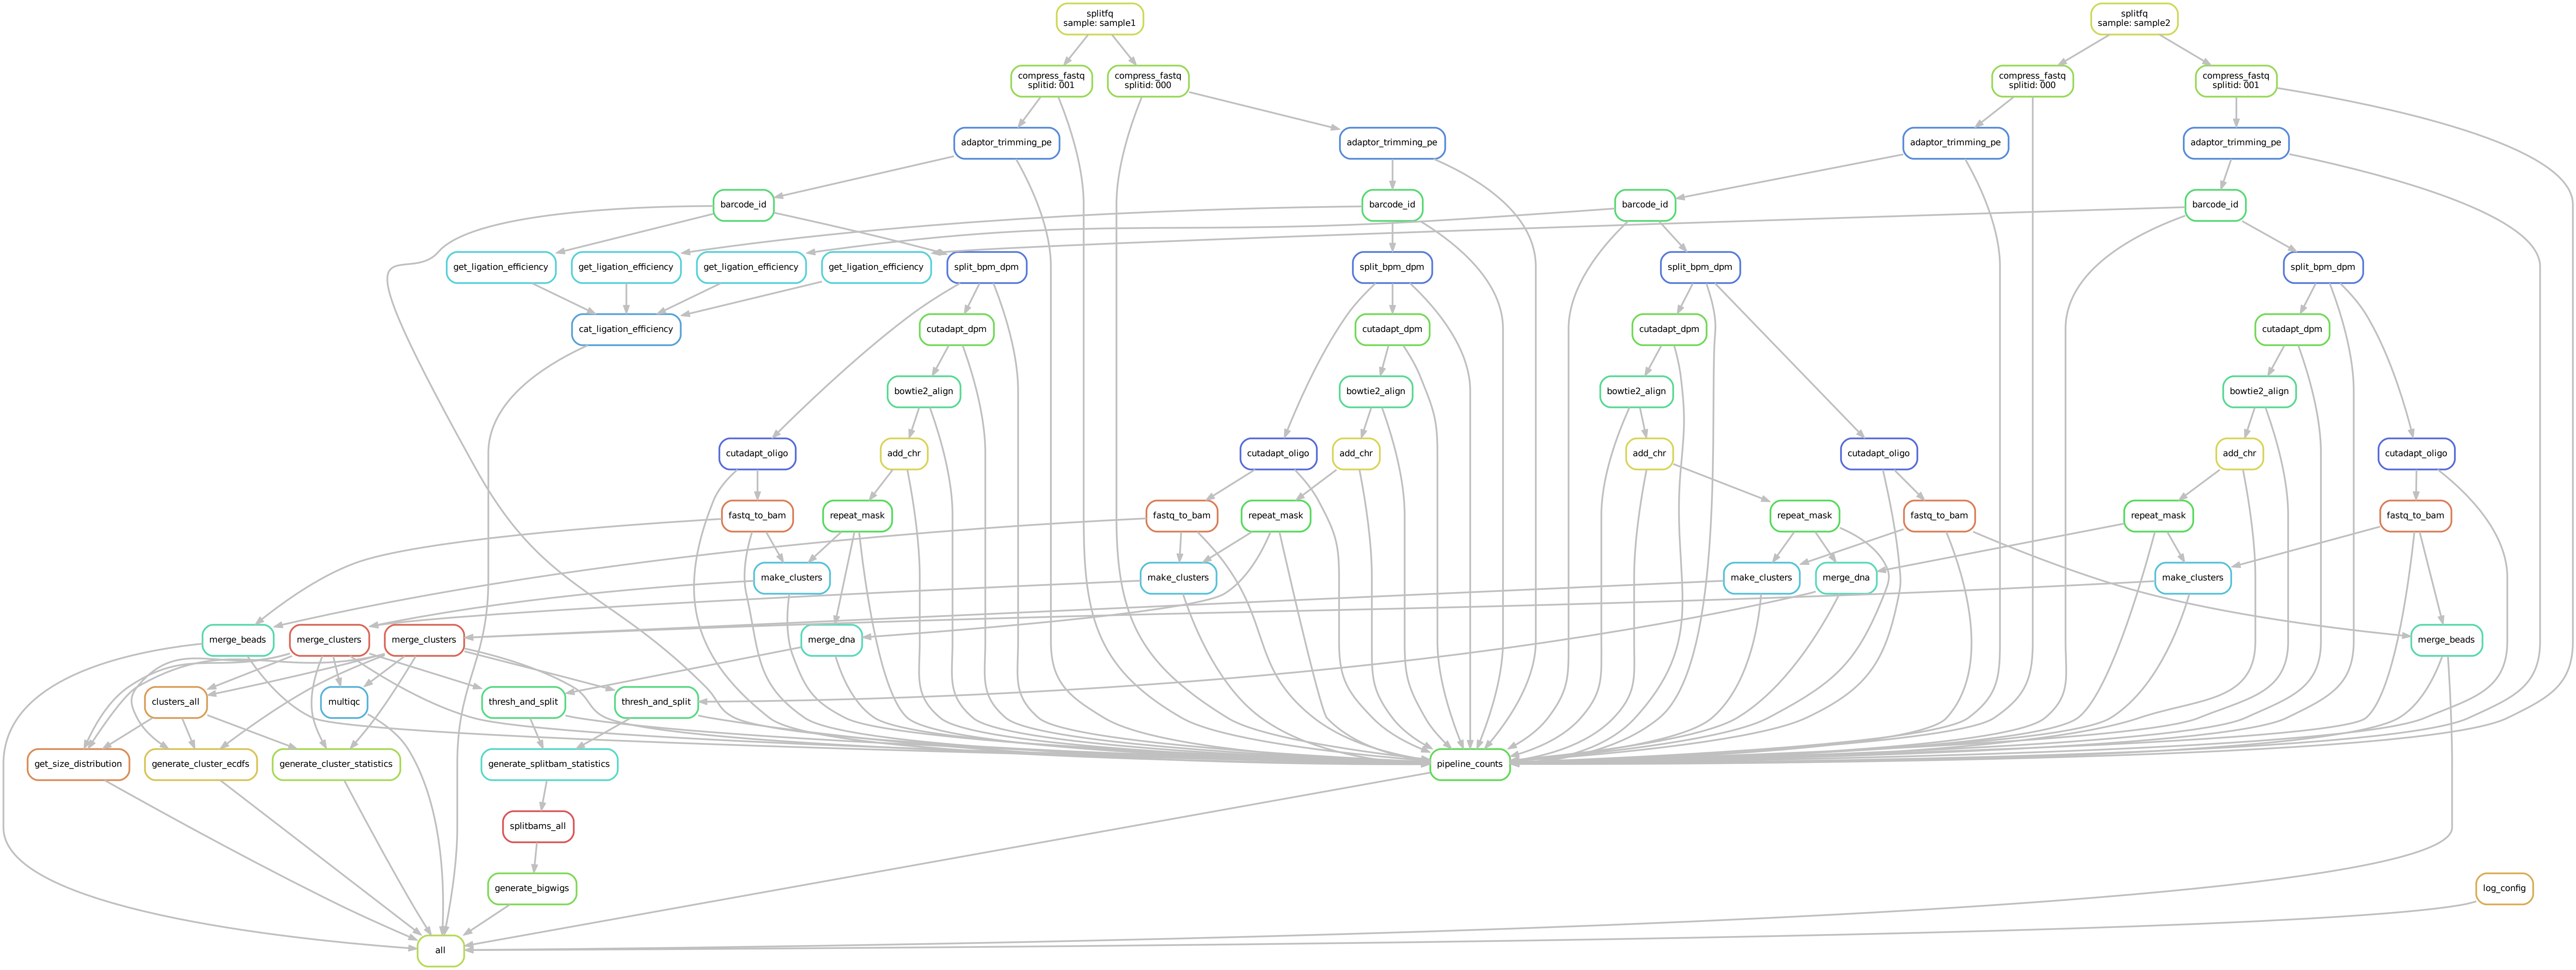 splitfq
sample: sample1
splitfq
sample: sample2
compress_fastq
splitid: 001
compress_fastq
splitid: 000
compress_fastq
splitid: 000
compress_fastq
splitid: 001
adaptor_trimming_pe
adaptor_trimming_pe
adaptor_trimming_pe
adaptor_trimming_pe
barcode_id
barcode_id
barcode_id
barcode_id
get_ligation_efficiency
get_ligation_efficiency
get_ligation_efficiency
get_ligation_efficiency
split_bpm_dpm
split_bpm_dpm
split_bpm_dpm
split_bpm_dpm
cat_ligation_efficiency
cutadapt_dpm
cutadapt_dpm
cutadapt_dpm
cutadapt_dpm
bowtie2_align
bowtie2_align
bowtie2_align
bowtie2_align
cutadapt_oligo
add_chr
cutadapt_oligo
add_chr
add_chr
cutadapt_oligo
add_chr
cutadapt_oligo
fastq_to_bam
repeat_mask
fastq_to_bam
repeat_mask
repeat_mask
fastq_to_bam
repeat_mask
fastq_to_bam
make_clusters
make_clusters
make_clusters
merge_dna
make_clusters
merge_beads
merge_clusters
merge_clusters
merge_dna
merge_beads
clusters_all
multiqc
thresh_and_split
thresh_and_split
get_size_distribution
generate_cluster_ecdfs
generate_cluster_statistics
generate_splitbam_statistics
pipeline_counts
splitbams_all
generate_bigwigs
log_config
all